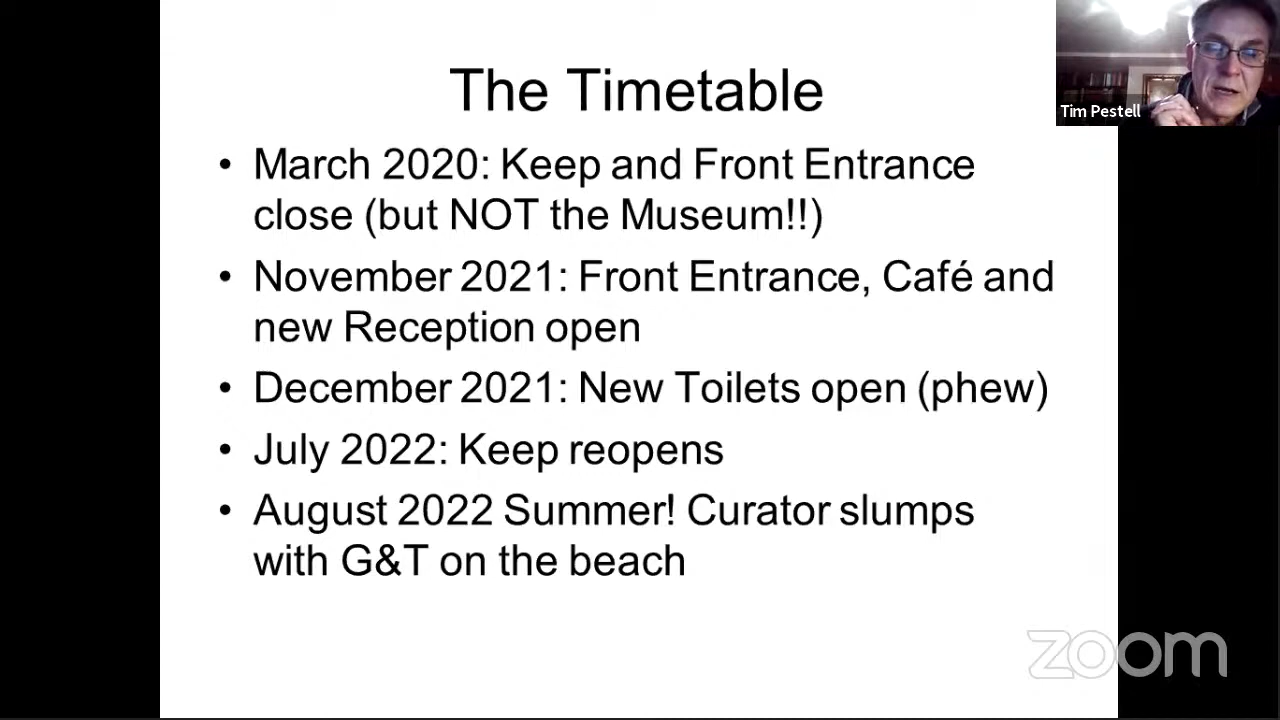 The Timetable
Tim Pestell
• March 2020: Keep and Front Entrance
close (but NOT the Museum!!)
• November 2021: Front Entrance, Café and
new Reception open
• December 2021: New Toilets open (phew)
• July 2022: Keep reopens
• August 2022 Summer! Curator slumps
with G&T on the beach
zoom